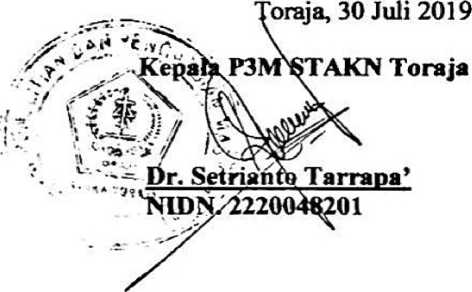 Toraja, 30 Juli 2019
Kepala P3M STAKN Toraja
Dr. Setrianto Tarrapa’
NIDN. 2220048201